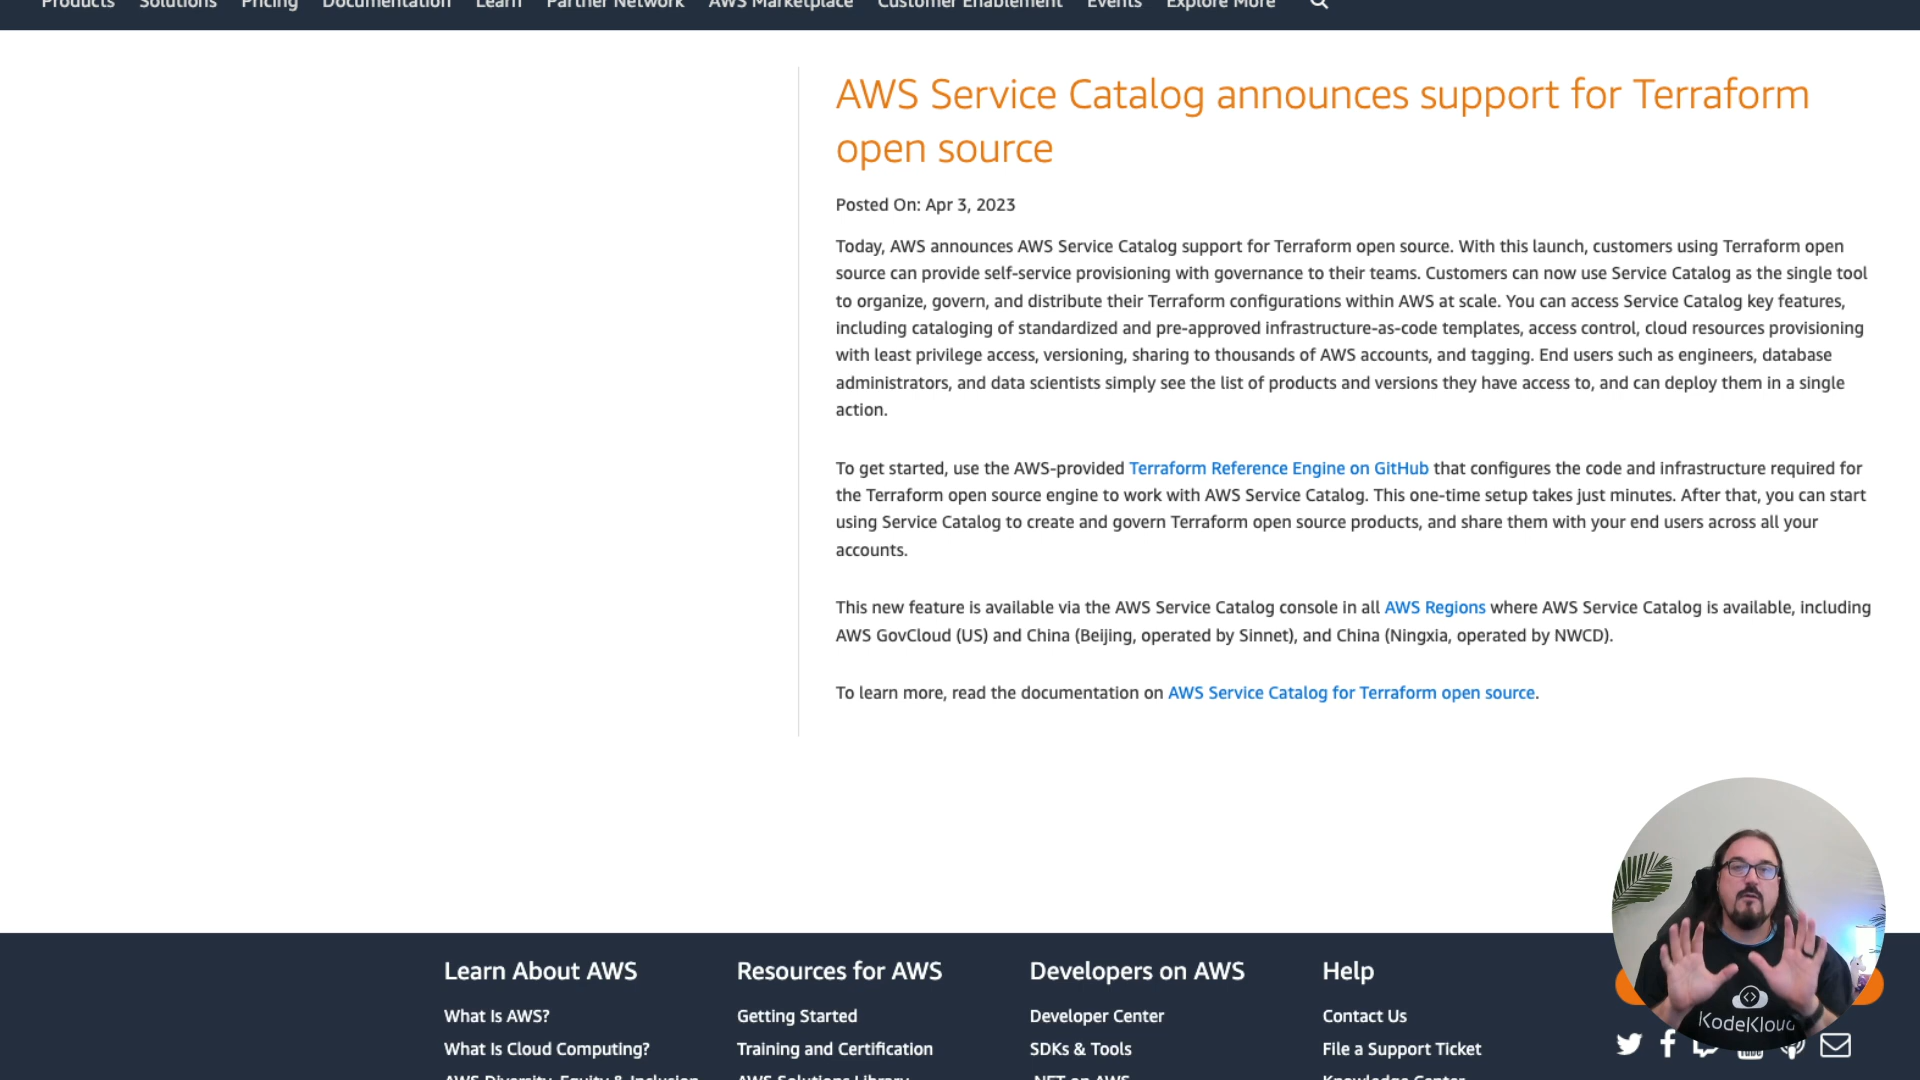 Products Solutions Pricing Documentation Learn Partner Network AWS Marketplace Customer Enablement Events Explore More
AWS Service Catalog announces support for Terraform
open source
Posted On: Apr 3, 2023
Today, AWS announces AWS Service Catalog support for Terraform open source. With this launch, customers using Terraform open
source can provide self-service provisioning with governance to their teams. Customers can now use Service Catalog as the single tool
to organize, govern, and distribute their Terraform configurations within AWS at scale. You can access Service Catalog key features,
including cataloging of standardized and pre-approved infrastructure-as-code templates, access control, cloud resources provisioning
with least privilege access, versioning, sharing to thousands of AWS accounts, and tagging. End users such as engineers, database
administrators, and data scientists simply see the list of products and versions they have access to, and can deploy them in a single
action.
To get started, use the AWS-provided Terraform Reference Engine on GitHub that configures the code and infrastructure required for
the Terraform open source engine to work with AWS Service Catalog. This one-time setup takes just minutes. After that, you can start
using Service Catalog to create and govern Terraform open source products, and share them with your end users across all your
accounts.
This new feature is available via the AWS Service Catalog console in all AWS Regions where AWS Service Catalog is available, including
AWS GovCloud (US) and China (Beijing, operated by Sinnet), and China (Ningxia, operated by NWCD).
To learn more, read the documentation on AWS Service Catalog for Terraform open source.
Learn About AWS Resources for AWS Developers on AWS Help
What Is AWS? Getting Started Developer Center Contact Us
What Is Cloud Computing? Training and Certification SDKs & Tools File a Support Ticket
AWS Diversity, Equity & Inclusion AWS Solutions Library .NET on AWS Knowledge Center
KodeKloud